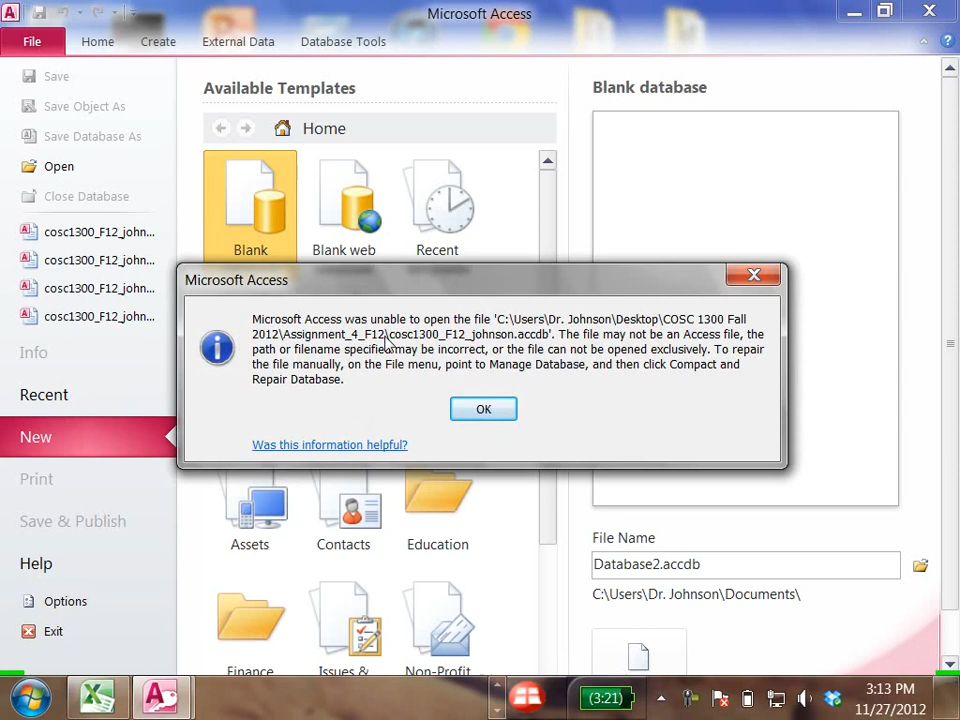 Microsoft Access
File Home Create External Data Database Tools
Save
Save Object As
Save Database As
Open
Close Database
cosc1300_F12_john...
cosc1300_F12_john...
cosc1300_F12_john...
cosc1300_F12_john...
Info
Recent
New
Print
Save & Publish
Help
Options
Exit
Available Templates
Home
Blank Blank web Recent
Microsoft Access
Microsoft Access was unable to open the file 'C:\Users\Dr. Johnson\Desktop\COSC 1300 Fall
2012\Assignment_4_F12\cosc1300_F12_johnson.accdb'. The file may not be an Access file, the
path or filename specified may be incorrect, or the file can not be opened exclusively. To repair
the file manually, on the File menu, point to Manage Database, and then click Compact and
Repair Database.
OK
Was this information helpful?
Assets Contacts Education
Finance Issues & Non-Profit
Blank database
File Name
Database2.accdb
C:\Users\Dr. Johnson\Documents\
(3:21)
3:13 PM
11/27/2012